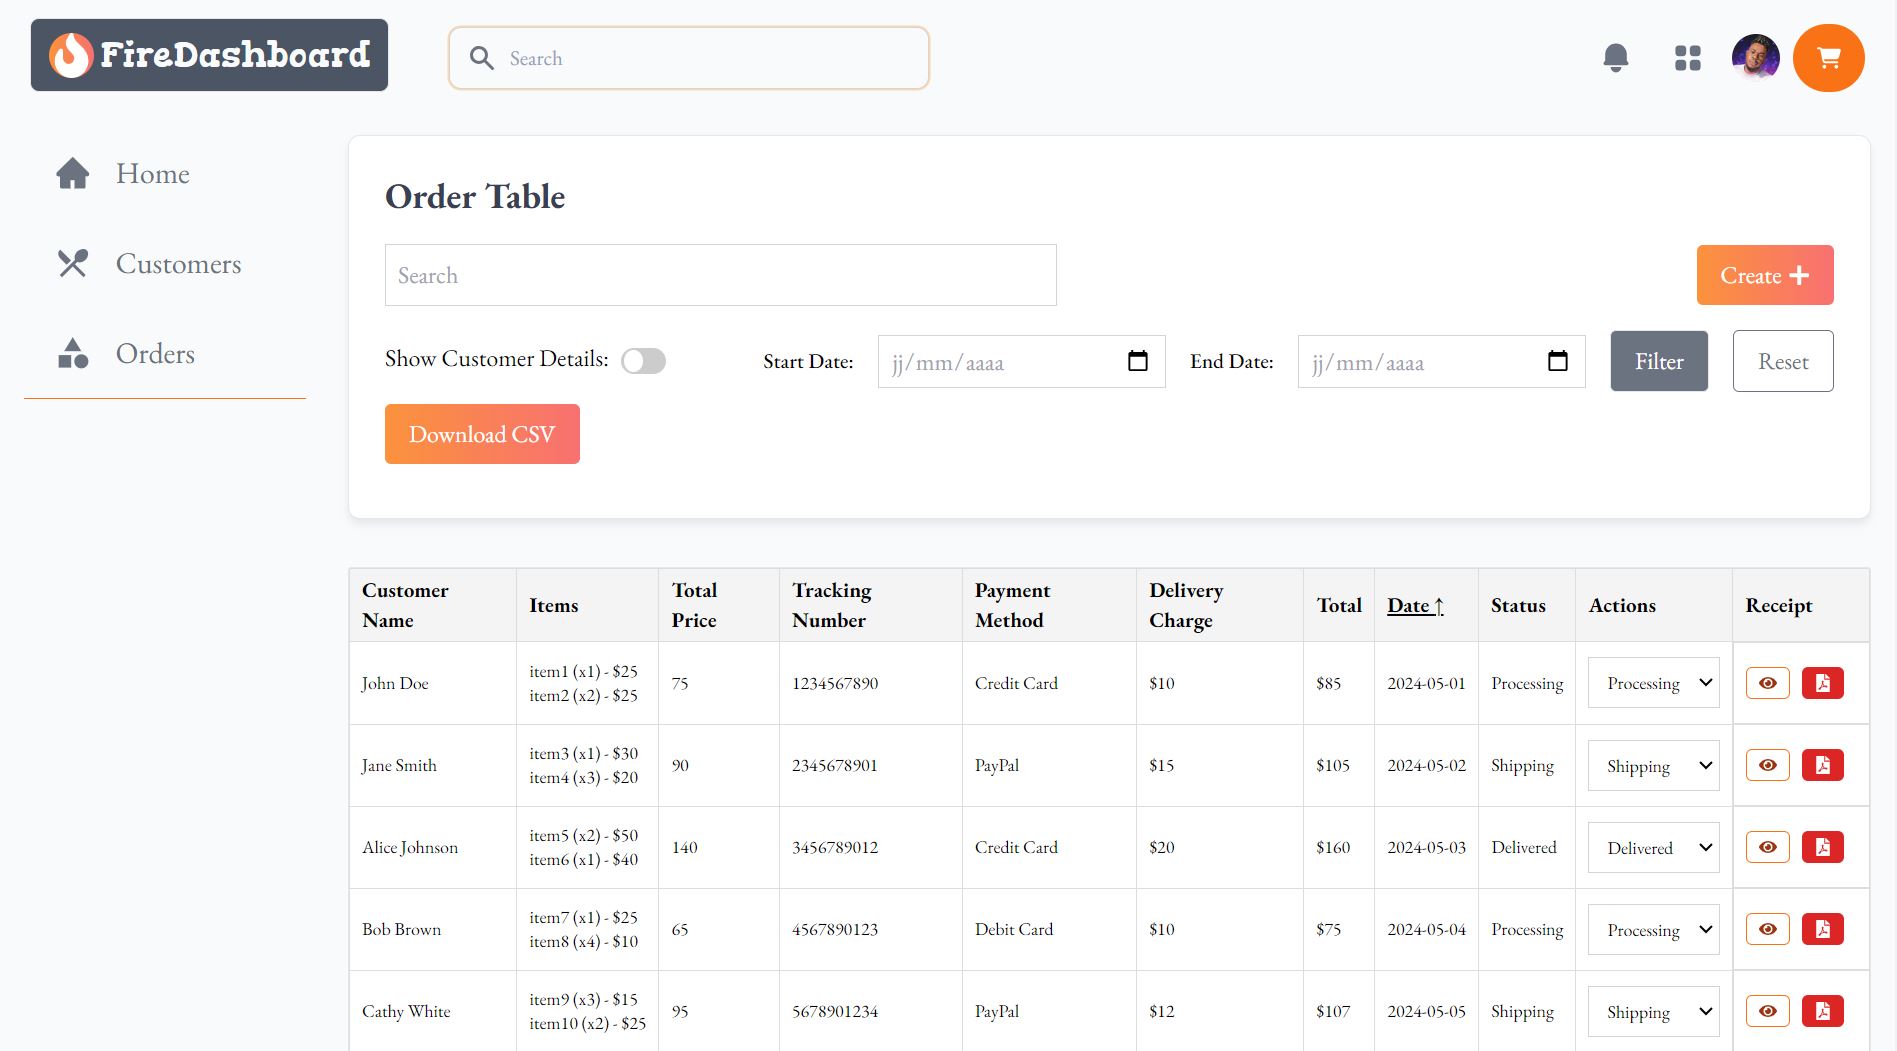 FireDashboard
Search
Home
Customers
Orders
Order Table
Search
Create
Show Customer Details:
Start Date:
jj/mm/aaaa
End Date:
jj/mm/aaaa
Filter
Reset
Download CSV
Customer Name Items Total Price Tracking Number Payment Method Delivery Charge Total Date ↑ Status Actions Receipt
John Doe item1 (x1) - $25 item2 (x2) - $25 75 1234567890 Credit Card $10 $85 2024-05-01 Processing Processing
Jane Smith item3 (x1) - $30 item4 (x3) - $20 90 2345678901 PayPal $15 $105 2024-05-02 Shipping Shipping
Alice Johnson item5 (x2) - $50 item6 (x1) - $40 140 3456789012 Credit Card $20 $160 2024-05-03 Delivered Delivered
Bob Brown item7 (x1) - $25 item8 (x4) - $10 65 4567890123 Debit Card $10 $75 2024-05-04 Processing Processing
Cathy White item9 (x3) - $15 item10 (x2) - $25 95 5678901234 PayPal $12 $107 2024-05-05 Shipping Shipping